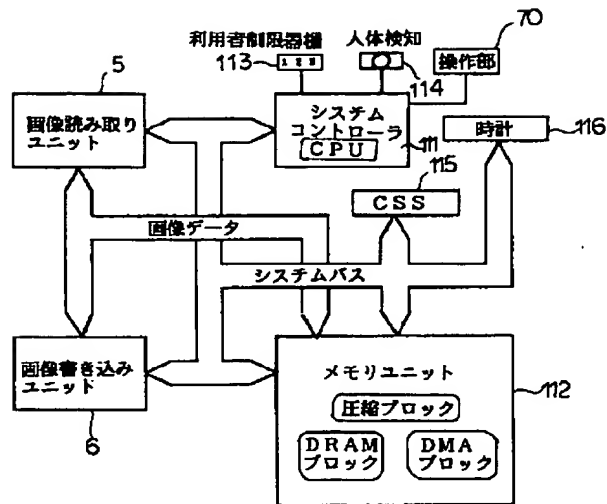 利用者制限器機
人体検知
70
113
1 2 3
114
操作部
5
画像読み取り
ユニット
システム
コントローラ
CPU
111
時計
116
115
CSS
画像データ
システムバス
画像書き込み
ユニット
6
メモリユニット
112
圧縮ブロック
DRAM
ブロック
DMA
ブロック